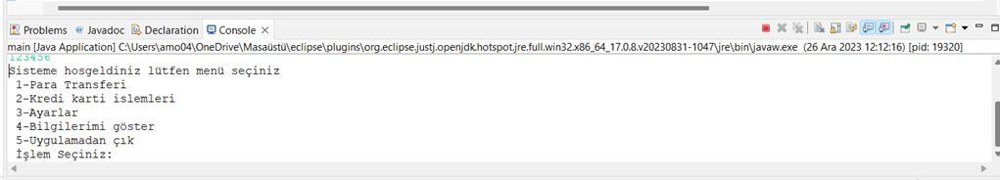 Problems Javadoc Declaration Console
main [Java Application] C:\Users\amo04\OneDrive\Masaüstü\eclipse\plugins\org.eclipse.justj.openjdk.hotspot.jre.full.win32.x86_64_17.0.8.v20230831-1047\jre\bin\javaw.exe (26 Ara 2023 12:12:16) [pid: 19320]
123456
Sisteme hosgeldiniz lütfen menü seçiniz
1-Para Transferi
2-Kredi karti islemleri
3-Ayarlar
4-Bilgilerimi göster
5-Uygulamadan çık
İşlem Seçiniz: